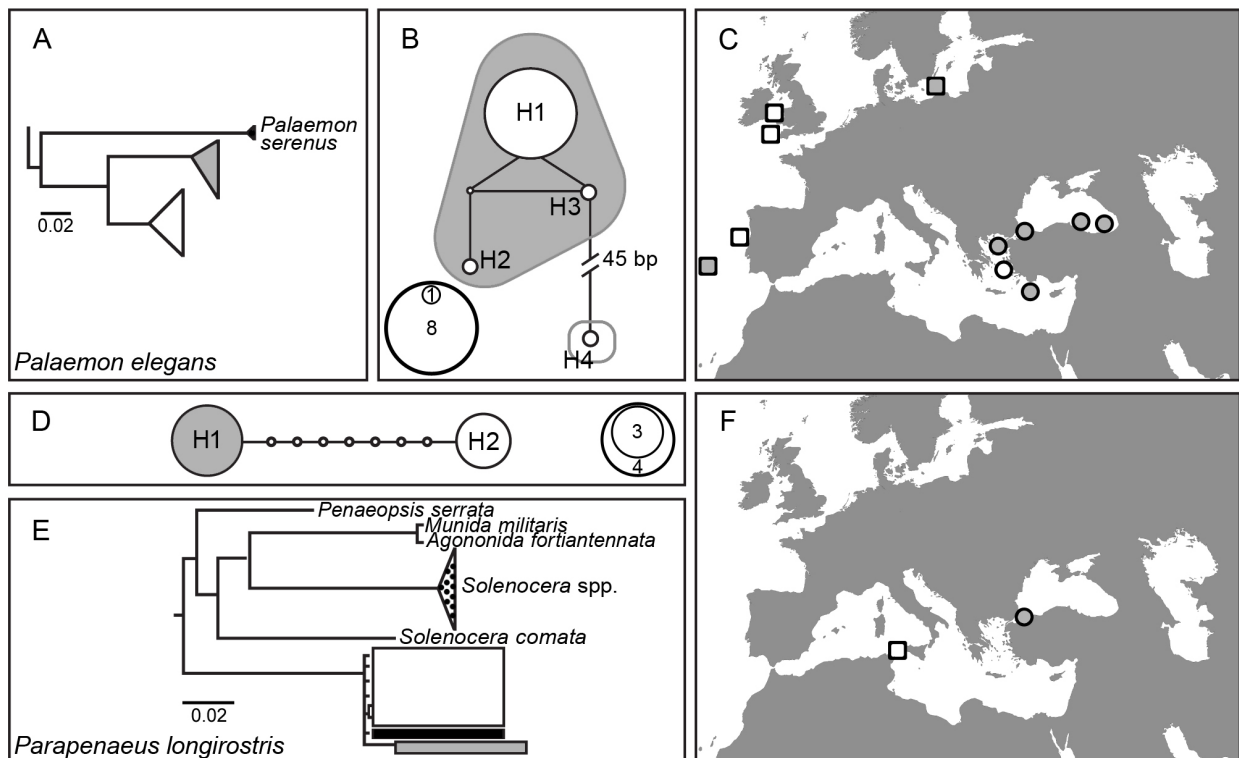 A
Palaemon
serenus
0.02
Palaemon elegans
B
H1
H3
H2
45 bp
1
8
H4
C
D
H1
H2
3
4
E
Penaeopsis serrata
Munida militaris
Agononida fortiantennata
Solenocera spp.
Solenocera comata
0.02
Parapenaeus longirostris
F